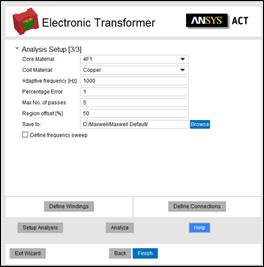 Electronic Transformer
ANSYS ACT
Analysis Setup [3/3]
Core Material: 4F1
Coil Material: Copper
Adaptive frequency [Hz] 1000
Percentage Error 1
Max No. of passes 5
Region offset [%] 50
Save to: D:/Maxwell/Maxwell Default/ Browse
Define frequency sweep
Define Windings Define Connections
Setup Analysis Analyze Help
Exit Wizard Back Finish